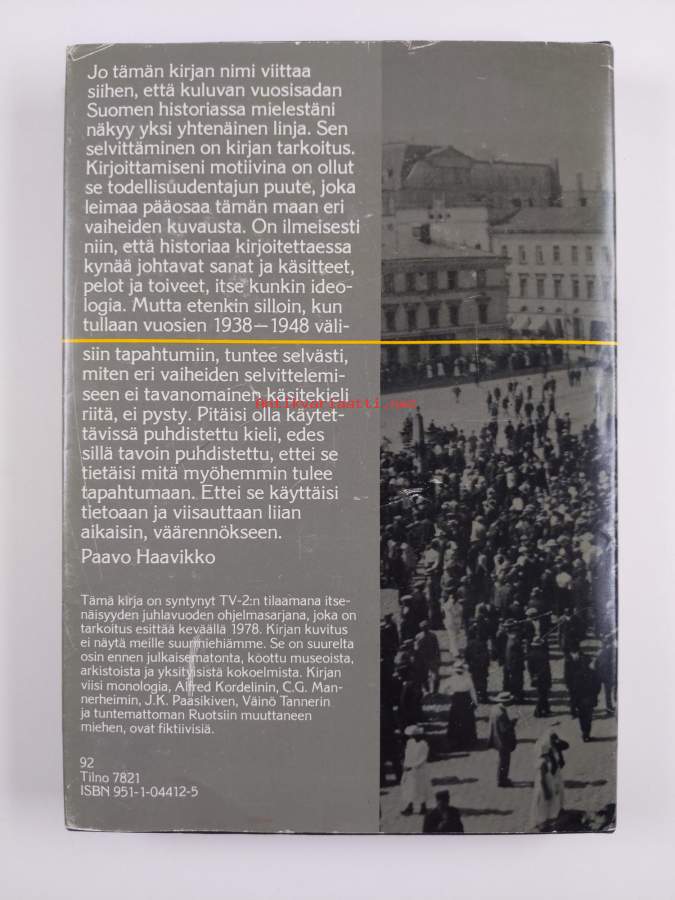 Jo tämän kirjan nimi viittaa
siihen, että kuluvan vuosisadan
Suomen historiassa mielestäni
näkyy yksi yhtenäinen linja. Sen
selvittäminen on kirjan tarkoitus.
Kirjoittamiseni motiivina on ollut
se todellisuudentajun puute, joka
leimaa pääosaa tämän maan eri
vaiheiden kuvausta. On ilmeisesti
niin, että historiaa kirjoitettaessa
kynää johtavat sanat ja käsitteet,
pelot ja toiveet, itse kunkin ideo-
logia. Mutta etenkin silloin, kun
tullaan vuosien 1938—1948 väli-
siin tapahtumiin, tuntee selvästi,
miten eri vaiheiden selvittelemi-
seen ei tavanomainen käsitekieli
riitä, ei pysty. Pitäisi olla käytet-
tävissä puhdistettu kieli, edes
sillä tavoin puhdistettu, ettei se
tietäisi mitä myöhemmin tulee
tapahtumaan. Ettei se käyttäisi
tietoaan ja viisauttaan liian
aikaisin, väärennökseen.
Paavo Haavikko
antikvariaatti.net
Tämä kirja on syntynyt TV-2:n tilaamana itse-
näisyyden juhlavuoden ohjelmasarjana, joka on
tarkoitus esittää keväällä 1978. Kirjan kuvitus
ei näytä meille suurmiehiämme. Se on suurelta
osin ennen julkaisematonta, koottu museoista,
arkistoista ja yksityisistä kokoelmista. Kirjan
viisi monologia, Alfred Kordelinin, C.G. Man-
nerheimin, J.K. Paasikiven, Väinö Tannerin
ja tuntemattoman Ruotsiin muuttaneen
miehen, ovat fiktiivisiä.
92
Tilno 7821
ISBN 951-1-04412-5